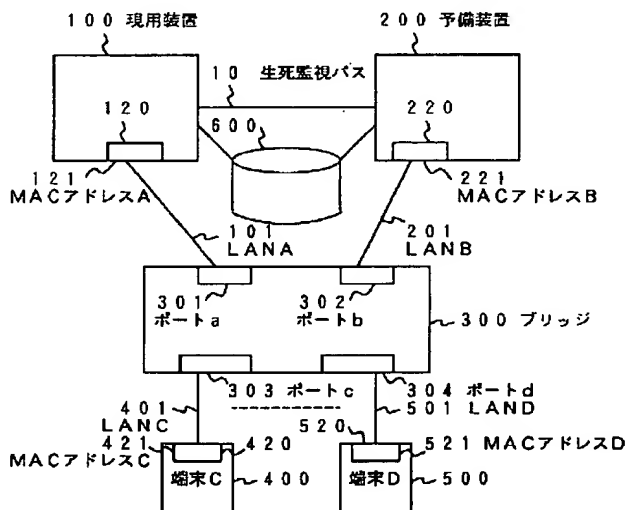 100 現用装置
200 予備装置
10 生死監視パス
120
600
220
121
MACアドレスA
221
MACアドレスB
101
LANA
201
LANB
301
ポートa
302
ポートb
300 ブリッジ
303 ポートc
304 ポートd
401
LANC
501 LAND
520
421
MACアドレスC
420
521 MACアドレスD
端末C
400
端末D
500